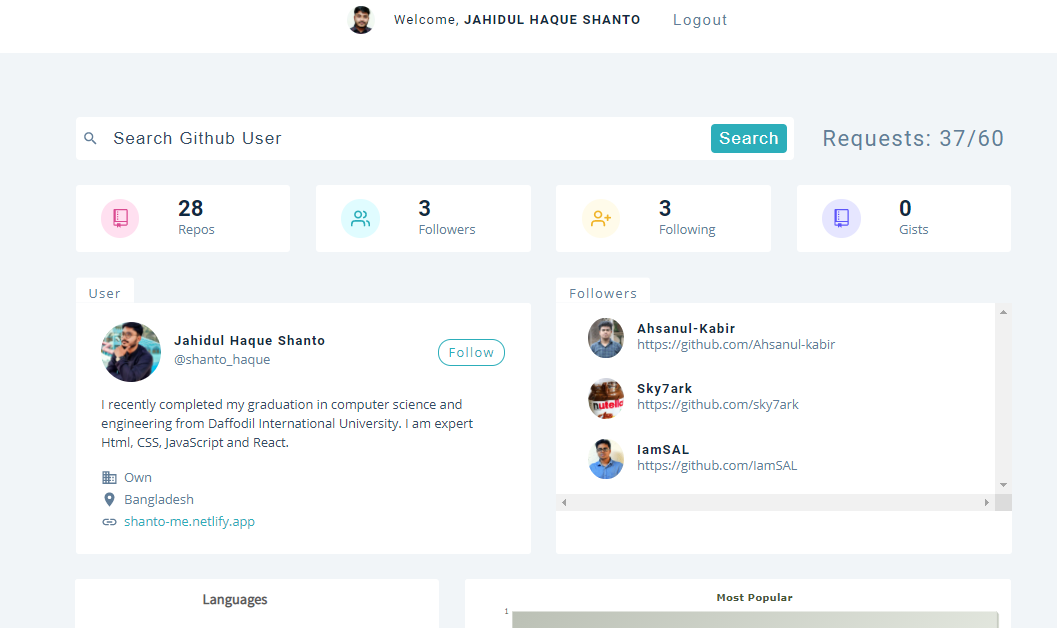 Welcome, JAHIDUL HAQUE SHANTO Logout
Search Github User Search Requests: 37/60
28
Repos
3
Followers
3
Following
0
Gists
User
Jahidul Haque Shanto
@shanto_haque
Follow
I recently completed my graduation in computer science and
engineering from Daffodil International University. I am expert
Html, CSS, JavaScript and React.
Own
Bangladesh
shanto-me.netlify.app
Followers
Ahsanul-Kabir
https://github.com/Ahsanul-kabir
Sky7ark
https://github.com/sky7ark
nutella
IamSAL
https://github.com/IamSAL
Languages
Most Popular
1